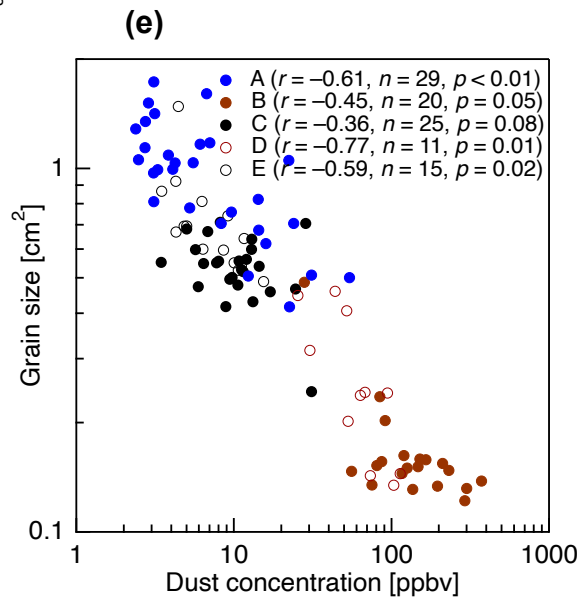 (e)
A (r = –0.61, n = 29, p < 0.01)
B (r = –0.45, n = 20, p = 0.05)
C (r = –0.36, n = 25, p = 0.08)
D (r = –0.77, n = 11, p = 0.01)
E (r = –0.59, n = 15, p = 0.02)
Grain size [cm²]
1
0.1
1 10 100 1000
Dust concentration [ppbv]